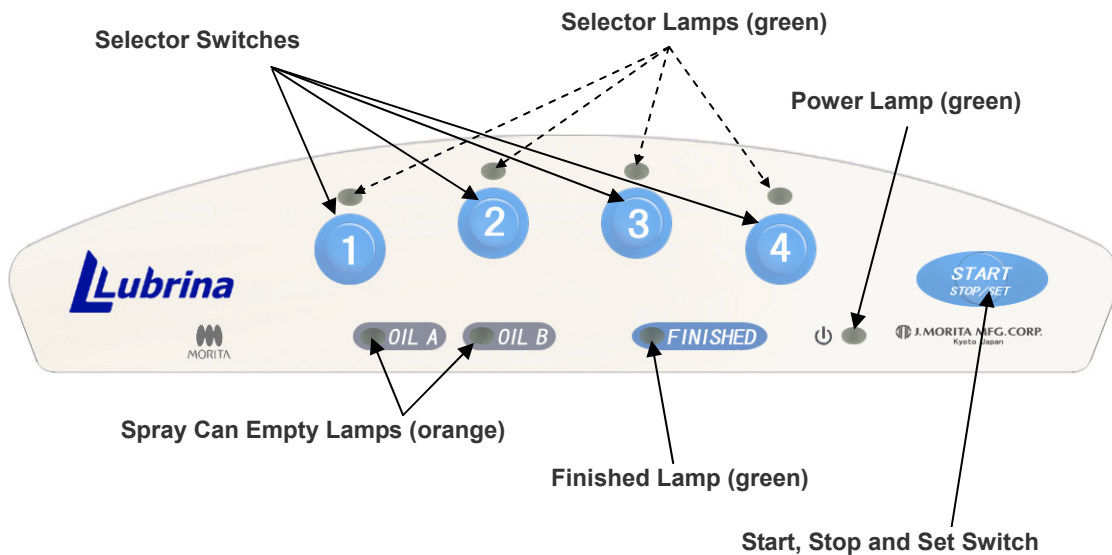 Selector Switches
Selector Lamps (green)
Power Lamp (green)
1
2
3
4
Lubrina
START
STOP/SET
MORITA
OIL A
OIL B
FINISHED
J.MORITA MFG.CORP.
Kyoto Japan
Spray Can Empty Lamps (orange)
Finished Lamp (green)
Start, Stop and Set Switch